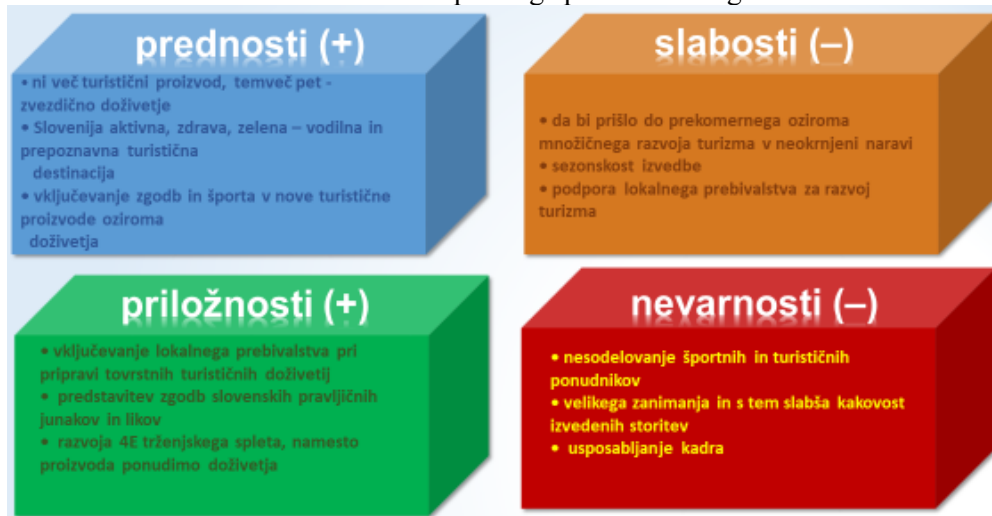 prednosti (+)
• ni več turistični proizvod, temveč pet -
zvezdično doživetje
• Slovenija aktivna, zdrava, zelena – vodilna in
prepoznavna turistična
destinacija
• vključevanje zgodb in športa v nove turistične
proizvode oziroma
doživetja
slabosti (–)
• da bi prišlo do prekomernega oziroma
množičnega razvoja turizma v neokrnjeni naravi
• sezonskost izvedbe
• podpora lokalnega prebivalstva za razvoj
turizma
priložnosti (+)
• vključevanje lokalnega prebivalstva pri
pripravi tovrstnih turističnih doživetij
• predstavitev zgodb slovenskih pravljičnih
junakov in likov
• razvoja 4E trženjskega spleta, namesto
proizvoda ponudimo doživetja
nevarnosti (–)
• nesodelovanje športnih in turističnih
ponudnikov
• velikega zanimanja in s tem slabša kakovost
izvedenih storitev
• usposabljanje kadra